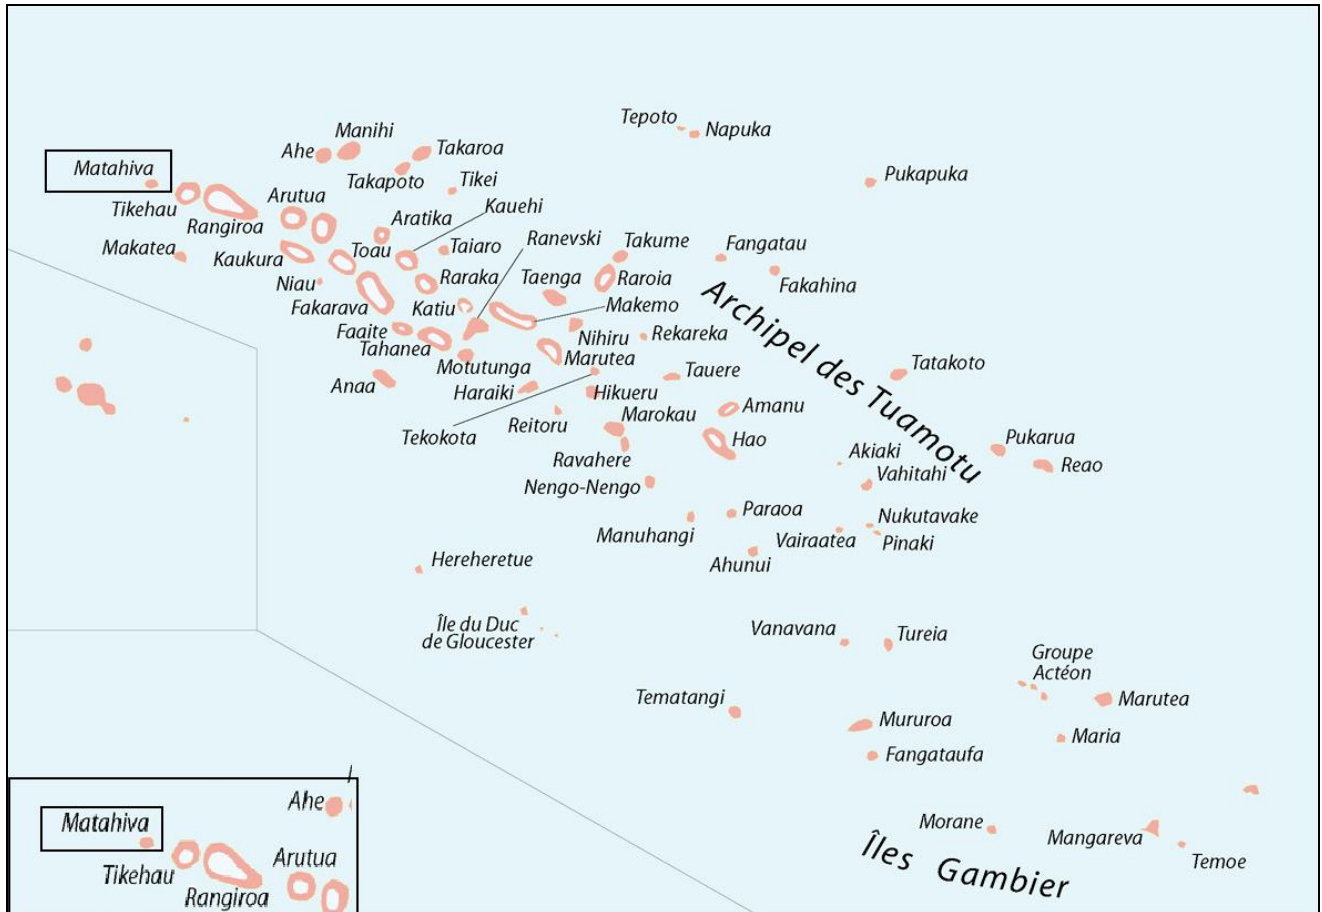 Tepoto
Napuka
Manihi
Ahe
Takaroa
Matahiva
Takapoto
Tikei
Pukapuka
Tikehau
Arutua
Kauehi
Rangiroa
Aratika
Makatea
Kaukura
Toau
Taiaro
Ranevski
Takume
Fangatau
Niau
Raraka
Taenga
Raroia
Fakahina
Fakarava
Katiu
Makemo
Archipel des Tuamotu
Faaite
Nihiru
Rekareka
Tahanea
Marutea
Motutunga
Tatakoto
Anaa
Haraiki
Hikueru
Tauere
Tekokota
Reitoru
Marokau
Amanu
Hao
Pukarua
Reao
Ravahere
Akiaki
Vahitahi
Nengo-Nengo
Manuhangi
Paraoa
Nukutavake
Vairaatea
Pinaki
Ahunui
Hereheretue
Île du Duc
de Gloucester
Vanavana
Tureia
Groupe
Actéon
Tematangi
Marutea
Mururoa
Maria
Fangataufa
Morane
Mangareva
Temoe
Îles Gambier
Ahe
Matahiva
Tikehau
Arutua
Rangiroa